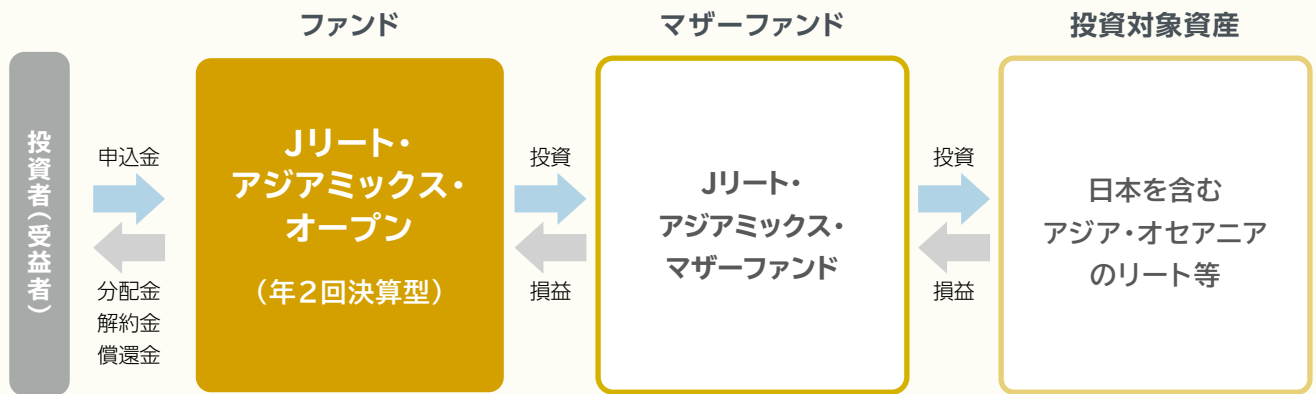 ファンド
マザーファンド
投資対象資産
投資者(受益者)
申込金
分配金
解約金
償還金
Jリート・
アジアミックス・
オープン
(年2回決算型)
投資
損益
Jリート・
アジアミックス・
マザーファンド
投資
損益
日本を含む
アジア・オセアニア
のリート等